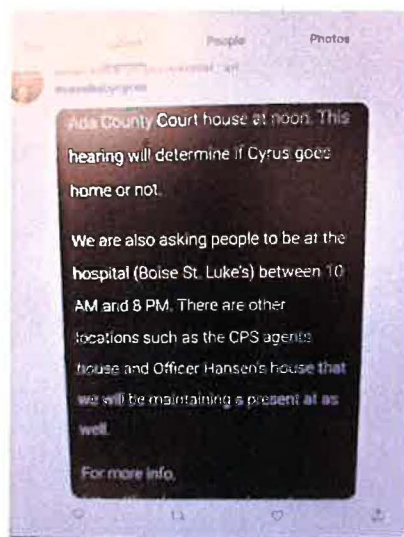 People Photos
Ada County Court house at noon. This
hearing will determine if Cyrus goes
home or not.
We are also asking people to be at the
hospital (Boise St. Luke's) between 10
AM and 8 PM. There are other
locations such as the CPS agents
house and Officer Hansen's house that
we will be maintaining a present at as
well.
For more info,